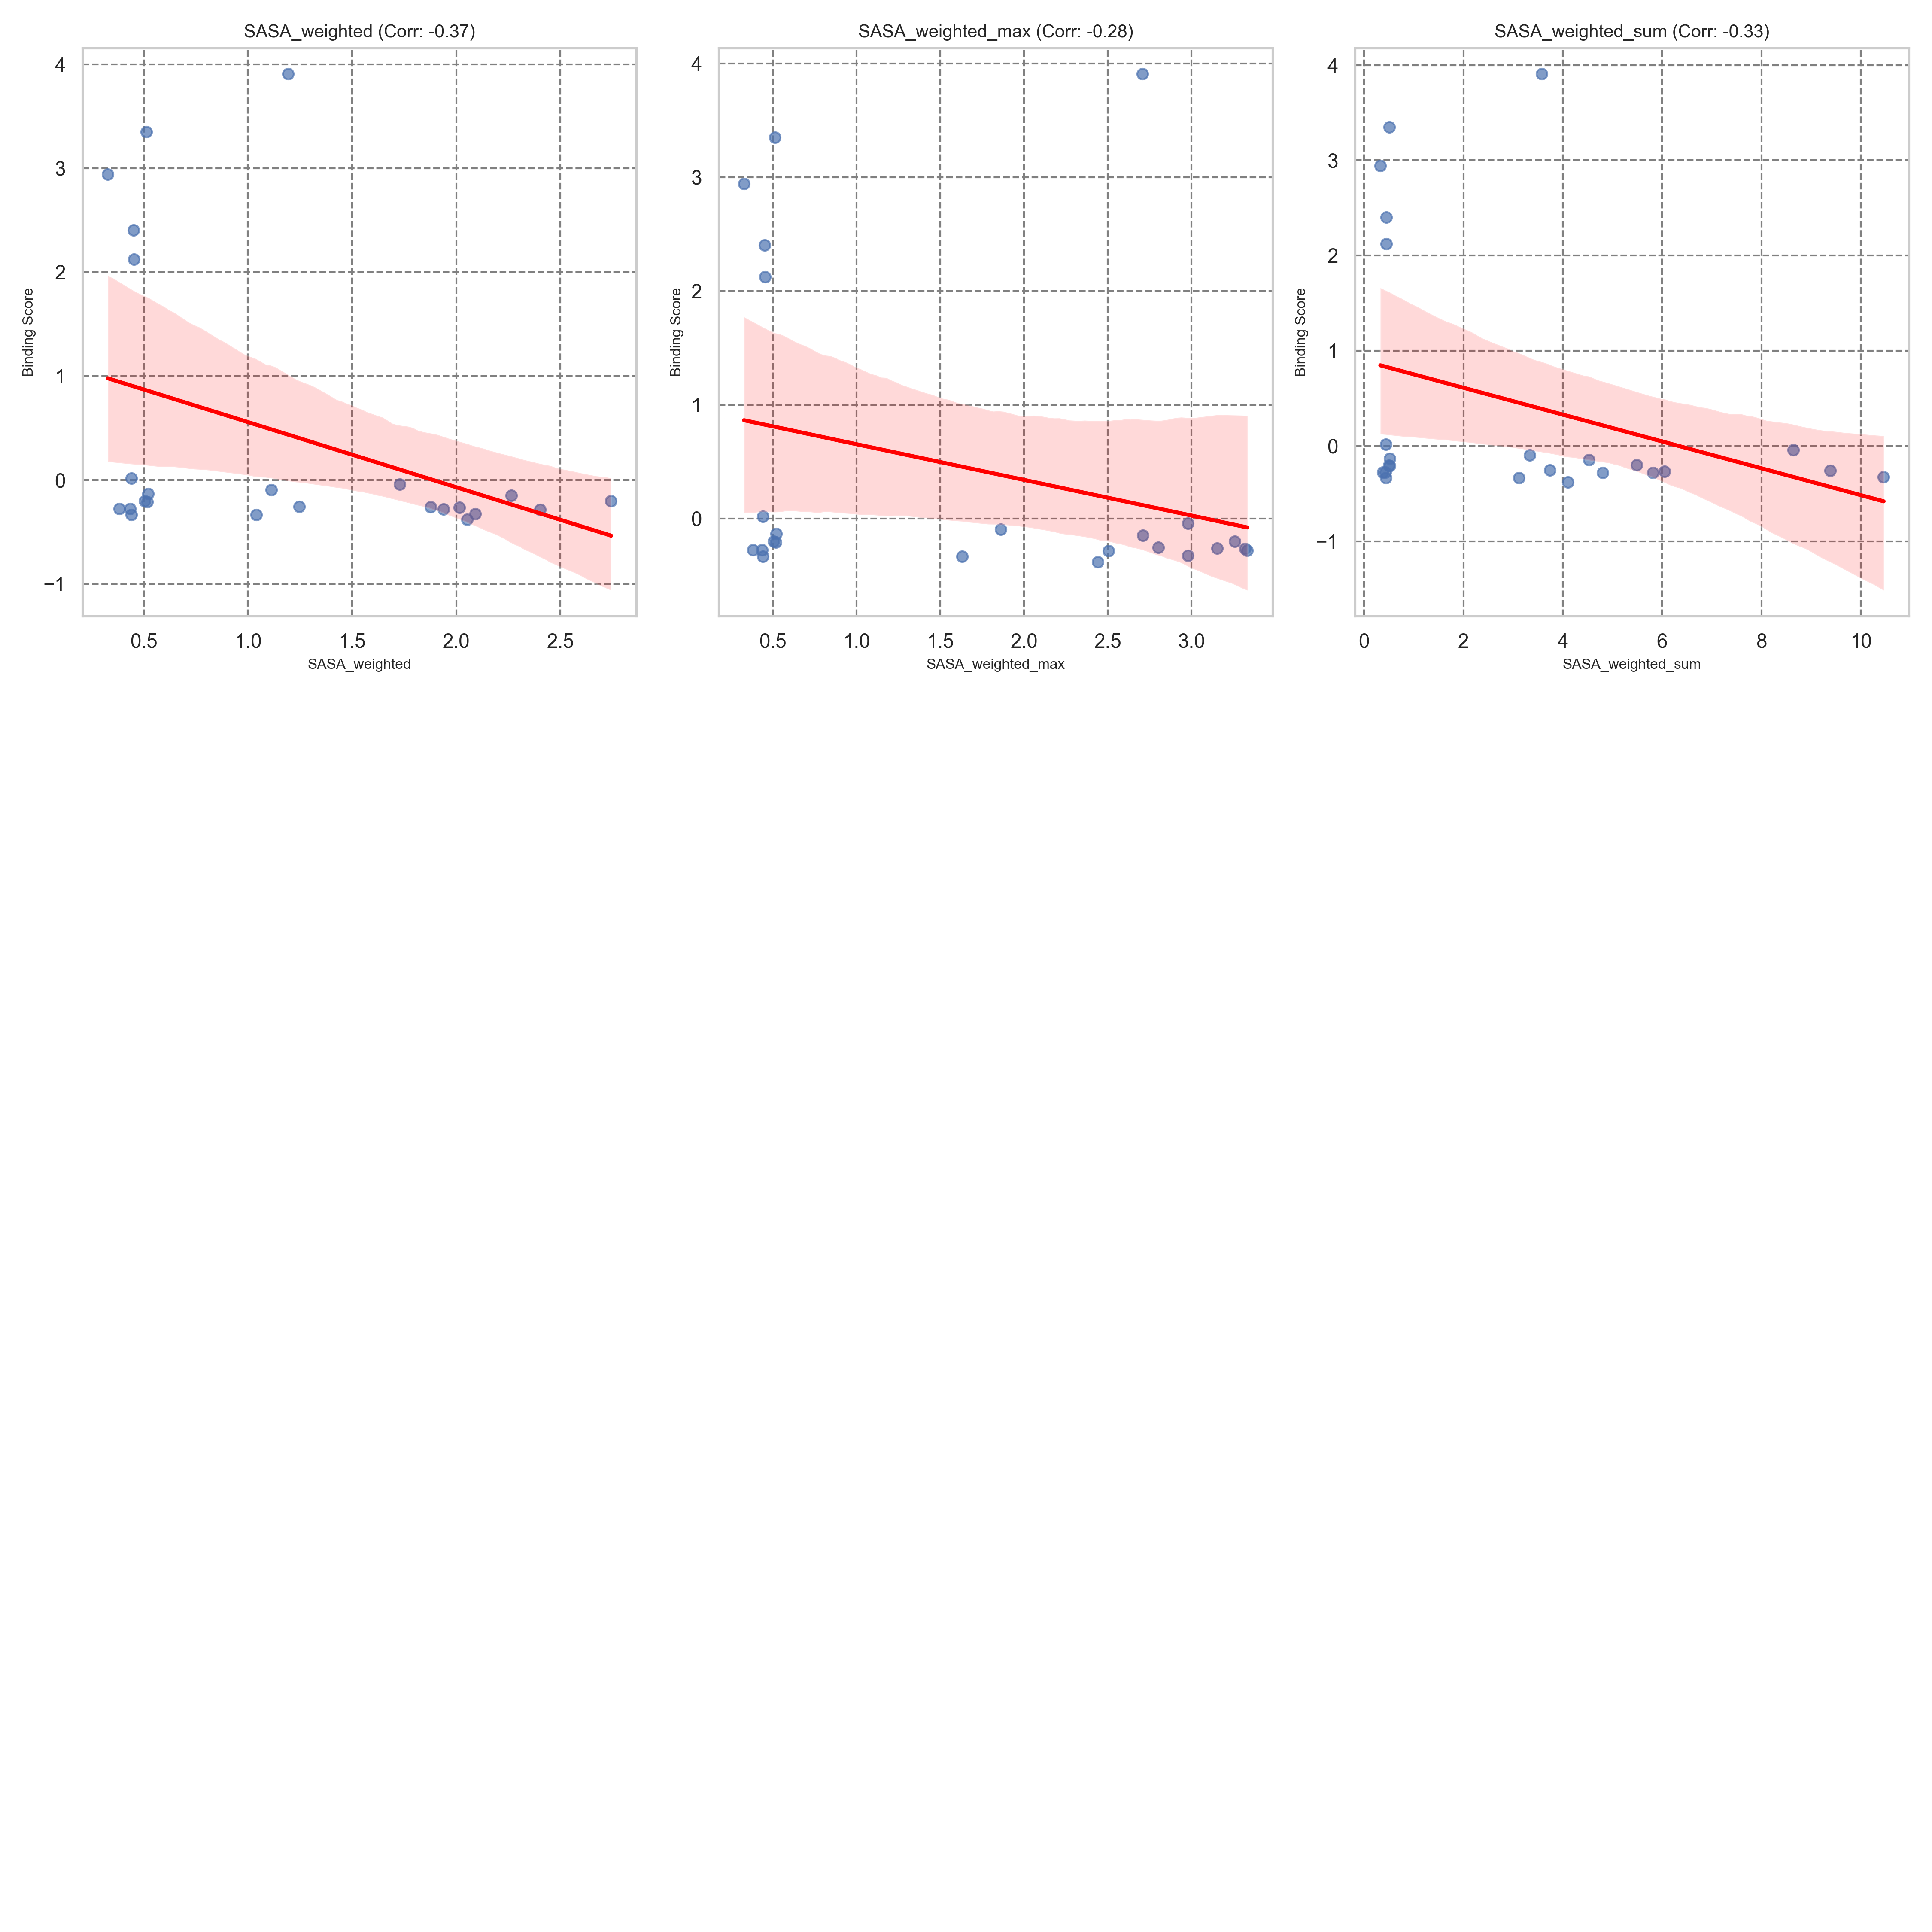 SASA_weighted (Corr: -0.37)
4
3
2
1
0
−1
Binding Score
0.5 1.0 1.5 2.0 2.5
SASA_weighted
SASA_weighted_max (Corr: -0.28)
4
3
2
1
0
Binding Score
0.5 1.0 1.5 2.0 2.5 3.0
SASA_weighted_max
SASA_weighted_sum (Corr: -0.33)
4
3
2
1
0
−1
Binding Score
0 2 4 6 8 10
SASA_weighted_sum